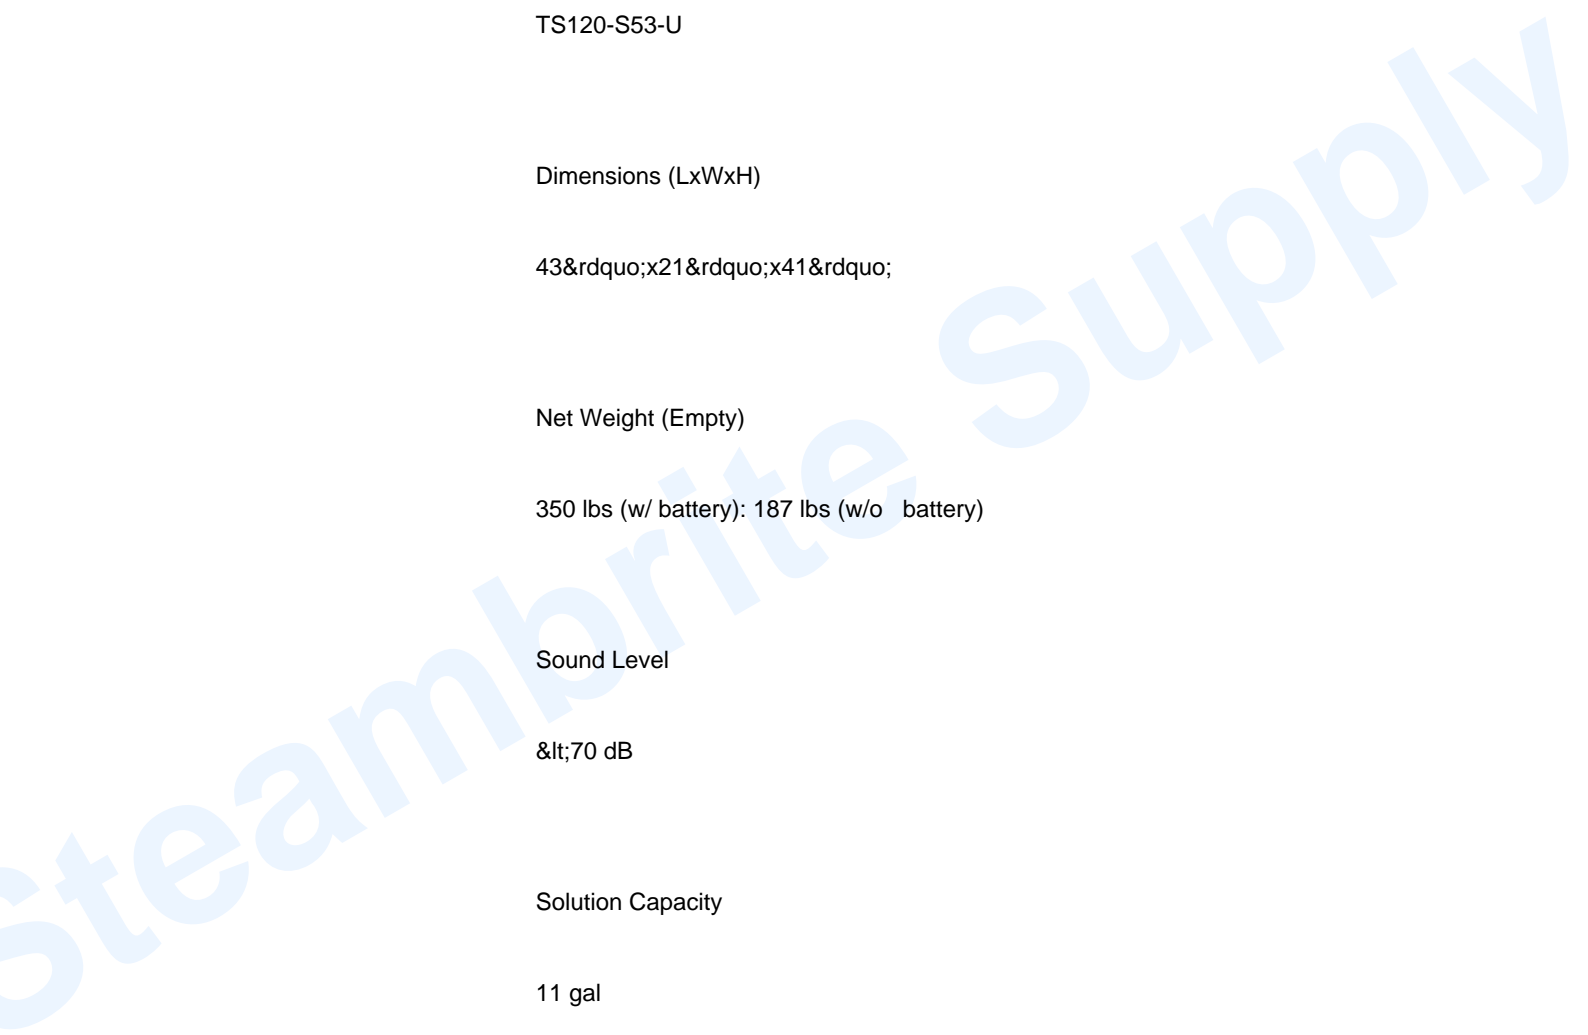 TS120-S53-U
Dimensions (LxWxH)
43&rdquo;x21&rdquo;x41&rdquo;
Net Weight (Empty)
350 lbs (w/ battery): 187 lbs (w/o   battery)
Sound Level
&lt;70 dB
Solution Capacity
11 gal
Steambrite Supply